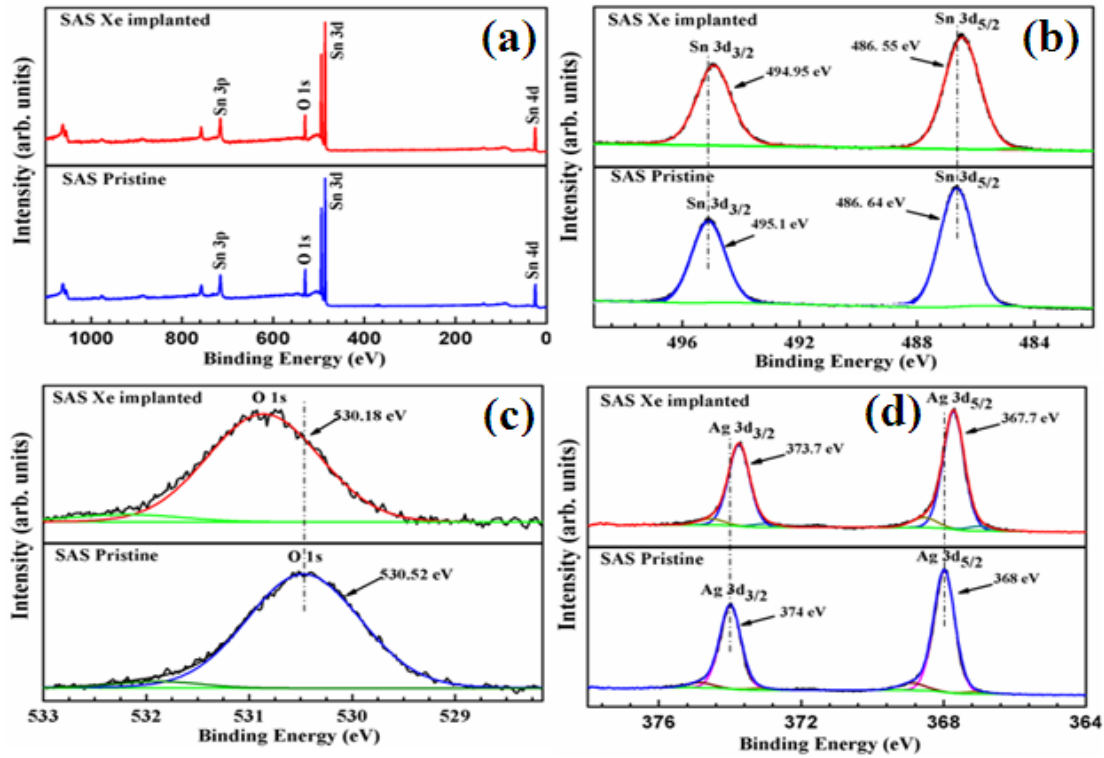 SAS Xe implanted
(a)
Sn 3d
Sn 3p
O 1s
Sn 4d
SAS Pristine
Sn 3d
Sn 3p
O 1s
Sn 4d
Intensity (arb. units)
1000 800 600 400 200 0
Binding Energy (eV)
SAS Xe implanted
(b)
Sn 3d3/2
494.95 eV
486. 55 eV
Sn 3d5/2
SAS Pristine
Sn 3d3/2
495.1 eV
486. 64 eV
Sn 3d5/2
Intensity (arb. units)
496 492 488 484
Binding Energy (eV)
SAS Xe implanted
(c)
O 1s
530.18 eV
SAS Pristine
O 1s
530.52 eV
Intensity (arb. units)
533 532 531 530 529
Binding Energy (eV)
SAS Xe implanted
(d)
Ag 3d3/2
373.7 eV
Ag 3d5/2
367.7 eV
SAS Pristine
Ag 3d3/2
374 eV
Ag 3d5/2
368 eV
Intensity (arb. units)
376 372 368 364
Binding Energy (eV)